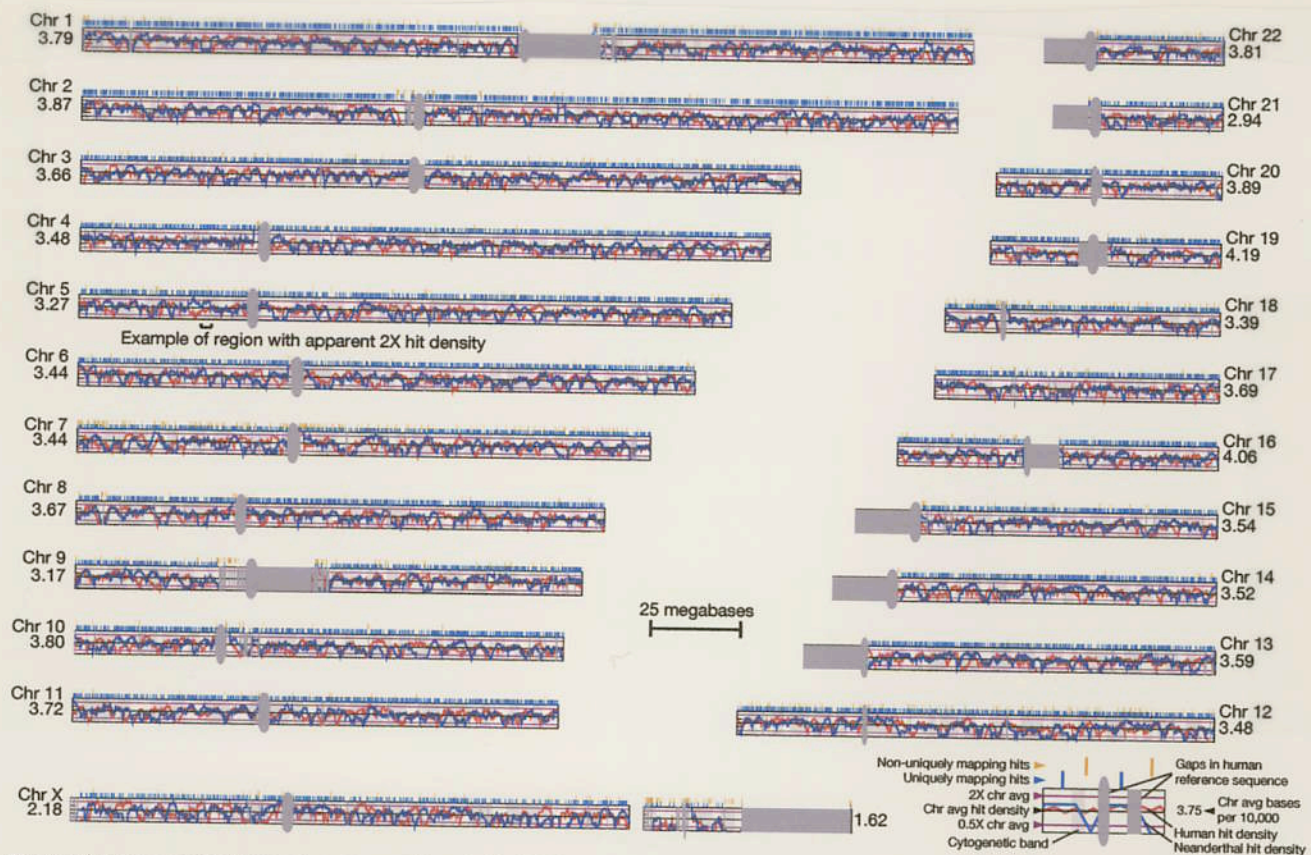 Chr 1
3.79
Chr 2
3.87
Chr 3
3.66
Chr 4
3.48
Chr 5
3.27
Example of region with apparent 2X hit density
Chr 6
3.44
Chr 7
3.44
Chr 8
3.67
Chr 9
3.17
Chr 10
3.80
Chr 11
3.72
Chr X
2.18
1.62
25 megabases
Chr 22
3.81
Chr 21
2.94
Chr 20
3.89
Chr 19
4.19
Chr 18
3.39
Chr 17
3.69
Chr 16
4.06
Chr 15
3.54
Chr 14
3.52
Chr 13
3.59
Chr 12
3.48
Non-uniquely mapping hits
Uniquely mapping hits
2X chr avg
Chr avg hit density
0.5X chr avg
Cytogenetic band
Gaps in human
reference sequence
3.75
Chr avg bases
per 10,000
Human hit density
Neanderthal hit density